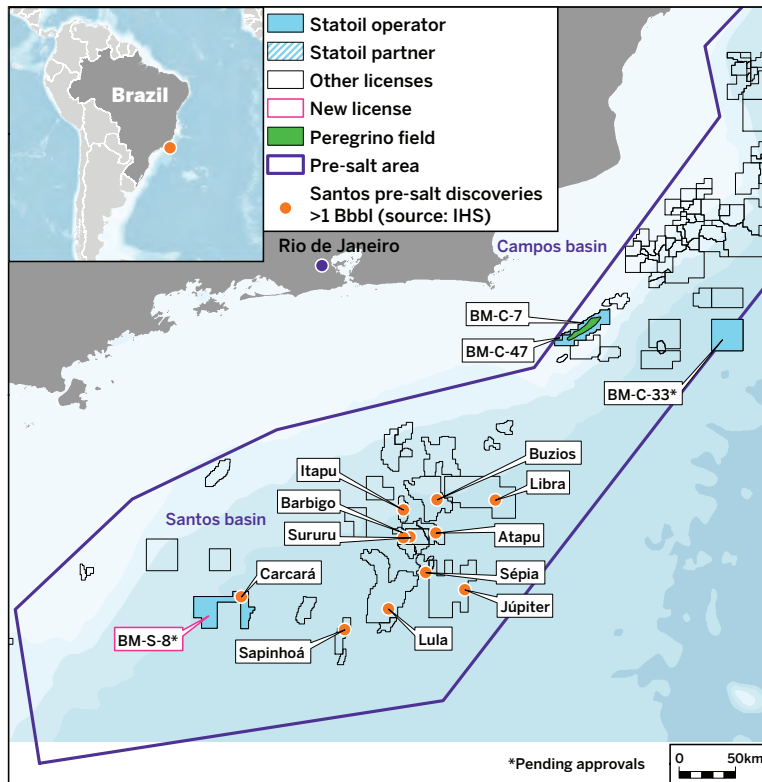 Brazil
Statoil operator
Statoil partner
Other licenses
New license
Peregrino field
Pre-salt area
Santos pre-salt discoveries
>1 Bbbl (source: IHS)
Rio de Janeiro
Campos basin
BM-C-7
BM-C-47
BM-C-33*
Buzios
Itapu
Libra
Barbigo
Santos basin
Sururu
Atapu
Carcará
Sépia
Júpiter
BM-S-8*
Lula
Sapinhoá
*Pending approvals
0 50km